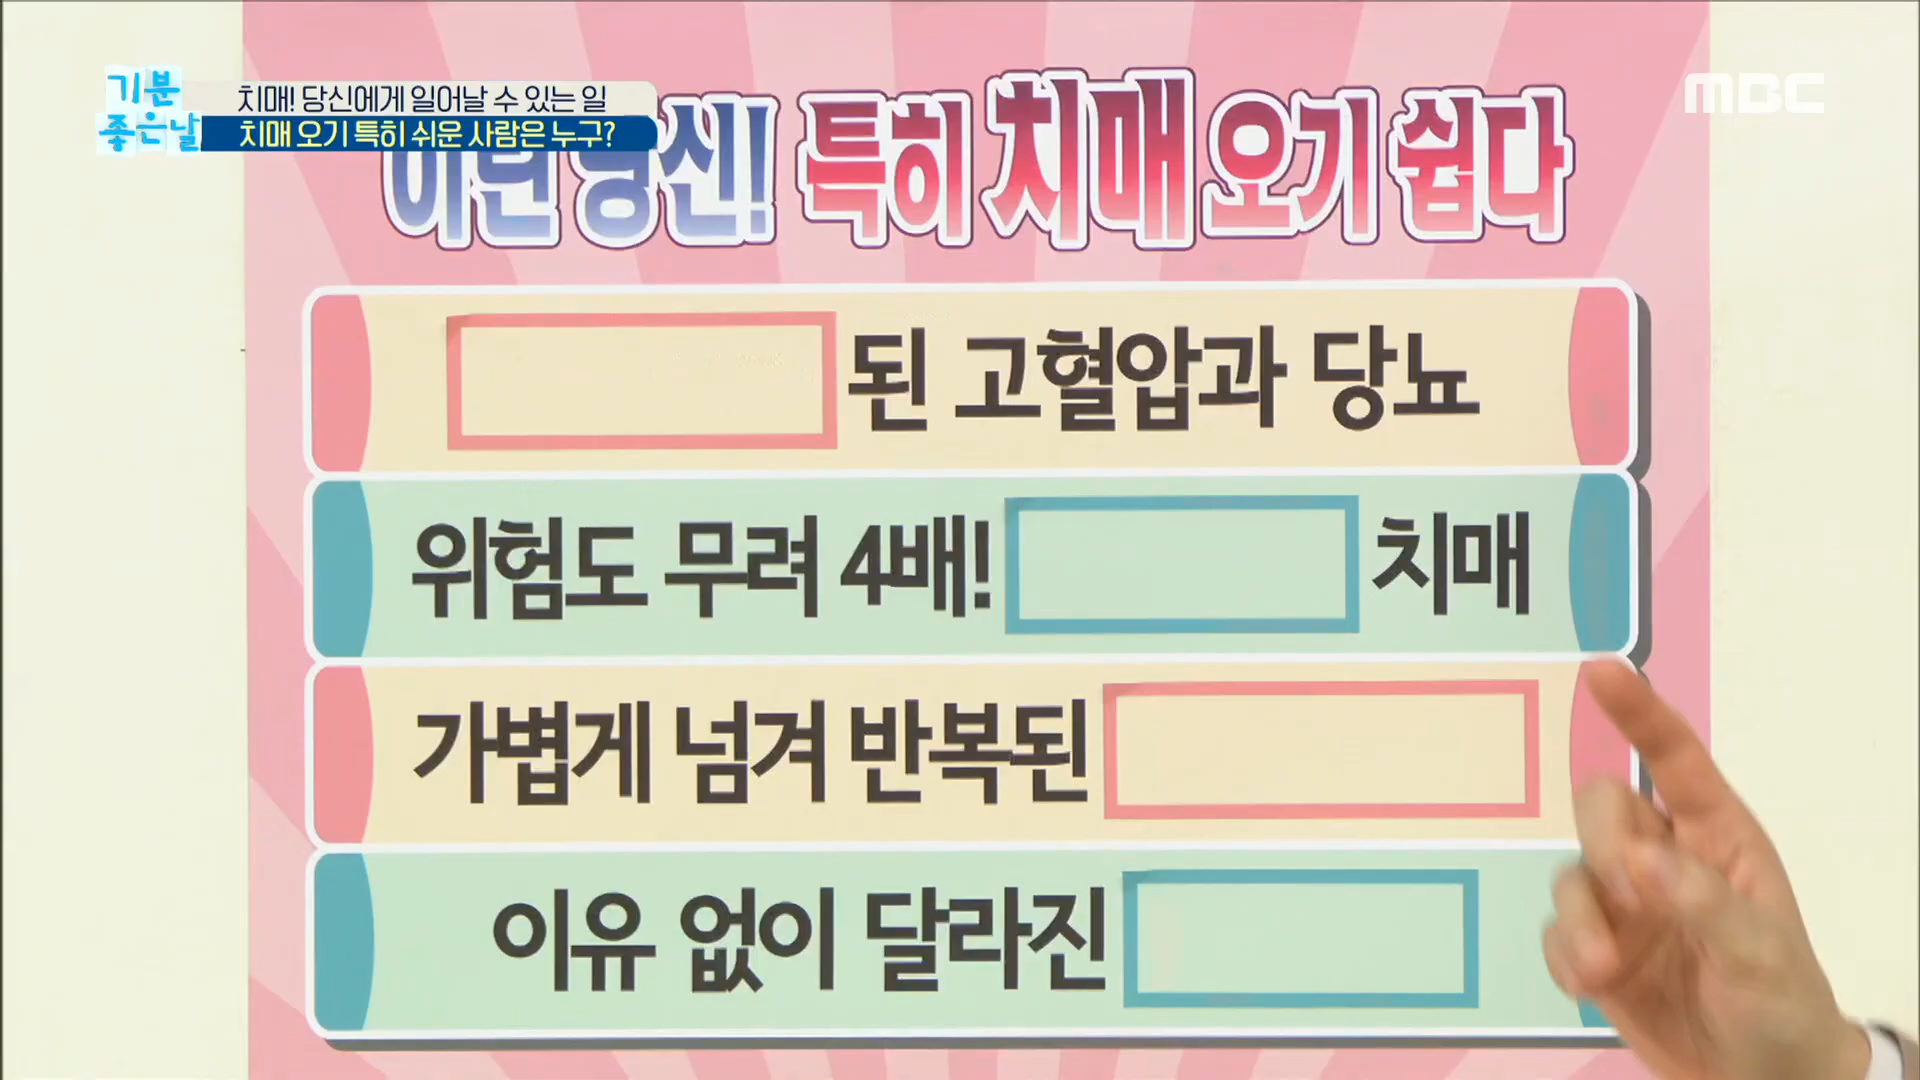 기분
좋은날
치매! 당신에게 일어날 수 있는 일
치매 오기 특히 쉬운 사람은 누구?
MBC
이런 당신! 특히 치매 오기 쉽다
된 고혈압과 당뇨
위험도 무려 4배! 치매
가볍게 넘겨 반복된
이유 없이 달라진